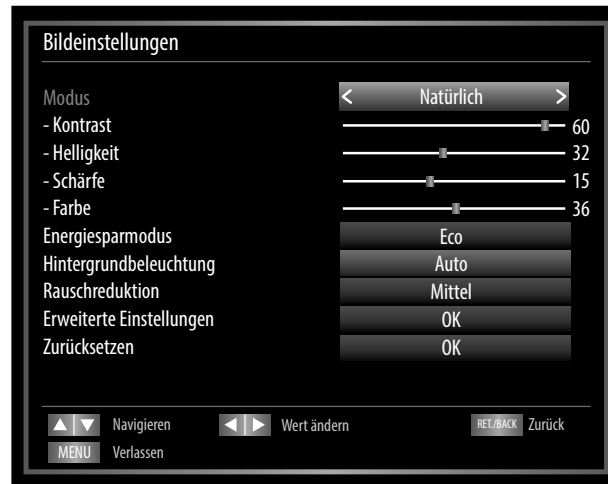 Bildeinstellungen
Modus < Natürlich >
- Kontrast 60
- Helligkeit 32
- Schärfe 15
- Farbe 36
Energiesparmodus Eco
Hintergrundbeleuchtung Auto
Rauschreduktion Mittel
Erweiterte Einstellungen OK
Zurücksetzen OK
Navigieren Wert ändern RET./BACK Zurück
MENU Verlassen